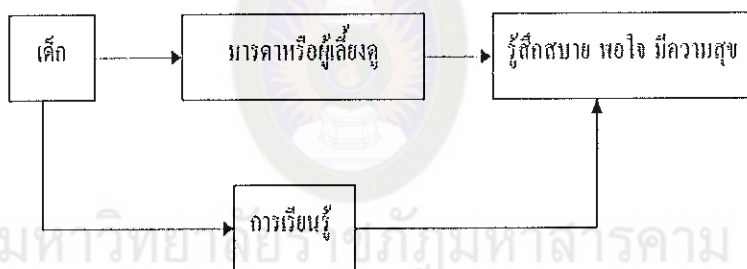 เด็ก
มารดาหรือผู้เลี้ยงดู
รู้สึกสบาย พอใจ มีความสุข
การเรียนรู้
มหาวิทยาลัยราชภัฏมหาสารคาม